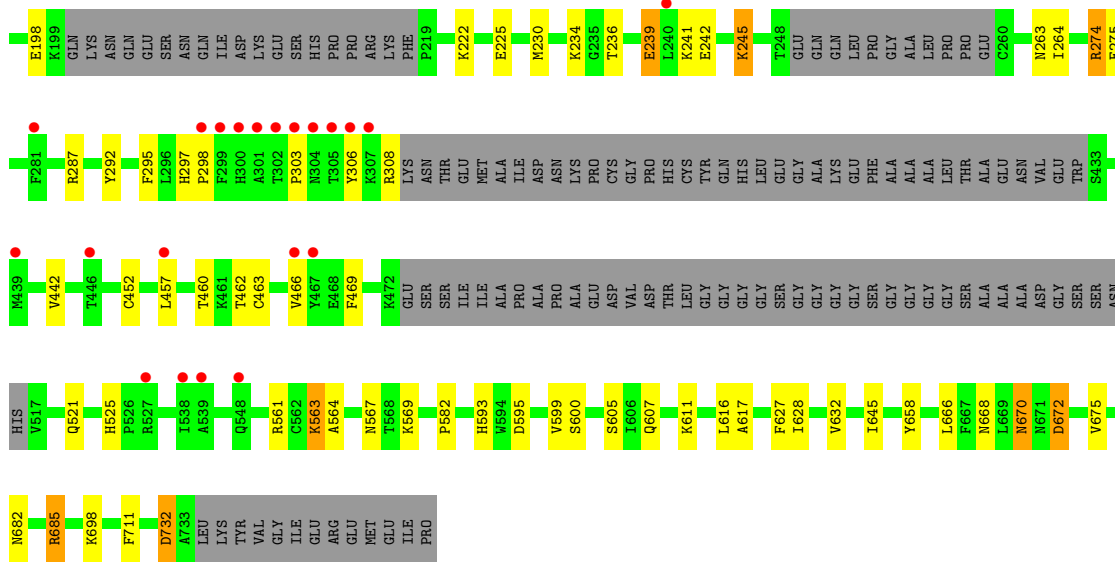 E198 K199 GLN LYS ASN GLN GLU SER ASN GLN ILE ASP LYS GLU SER HIS PRO PRO ARG LYS PHE P219 K222 E225 M230 K234 G235 T236 E239 L240 K241 E242 K245 T248 GLU GLN GLN LEU PRO GLY ALA LEU PRO PRO GLU C260 N263 I264 R274
F281 R287 Y292 F295 L296 H297 P298 F299 H300 A301 T302 P303 N304 T305 Y306 K307 R308 LYS ASN THR GLU MET ALA ILE ASP ASN LYS PRO CYS GLY PRO HIS CYS TYR GLN HIS LEU GLU GLY ALA LYS GLU PHE ALA ALA ALA LEU THR ALA GLU ASN VAL GLU TRP S433
M439 V442 T446 C452 L457 T460 K461 T462 C463 V466 Y467 E468 F469 K472 GLU SER SER ILE ILE ALA PRO ALA PRO ALA GLU ASP VAL ASP THR LEU GLY GLY GLY GLY SER GLY GLY GLY GLY SER GLY GLY GLY GLY SER ALA ALA ALA ASP GLY SER SER ASN
HIS V517 Q521 H525 P526 R527 I538 A539 Q548 R561 C562 K563 A564 N567 T568 K569 P582 H593 W594 D595 V599 S600 S605 I606 Q607 K611 L616 A617 F627 I628 V632 I645 Y658 L666 F667 N668 L669 N670 N671 D672 V675
N682 R685 K698 F711 D732 A733 LEU LYS TYR VAL GLY ILE GLU ARG GLU MET GLU ILE PRO